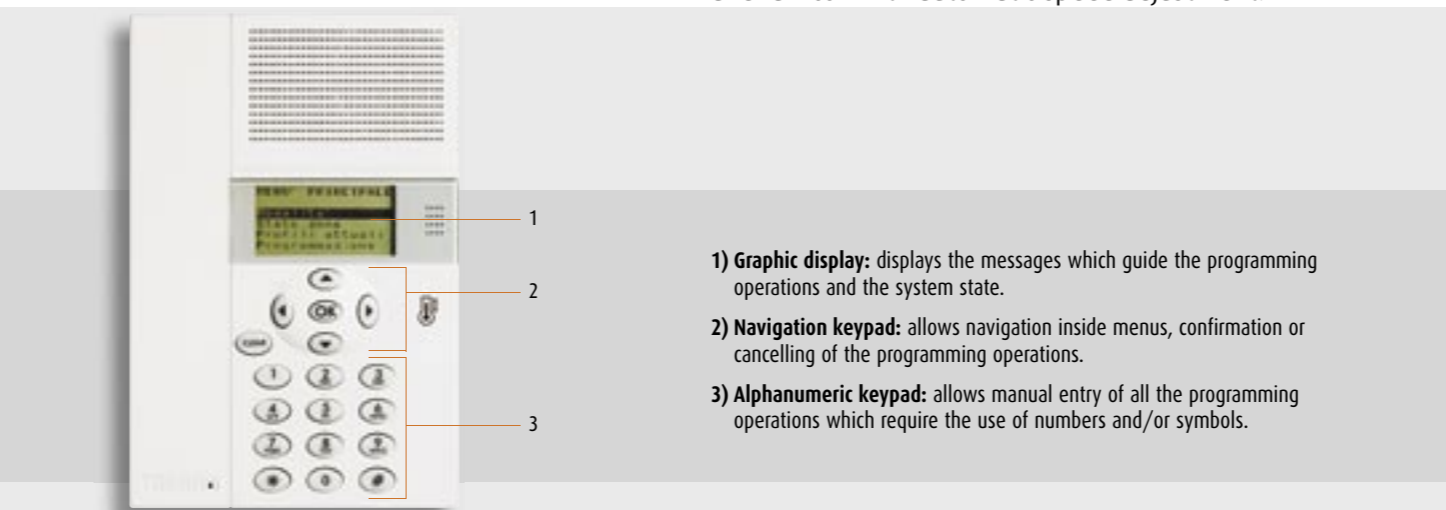 MENU' PRINCIPALE
Stato zone
Profili attuali
Programmazione
OK
CLEAR
1 2 3
4 5 6
7 8 9
* 0 #
1
2
3
1) Graphic display: displays the messages which guide the programming
operations and the system state.
2) Navigation keypad: allows navigation inside menus, confirmation or
cancelling of the programming operations.
3) Alphanumeric keypad: allows manual entry of all the programming
operations which require the use of numbers and/or symbols.